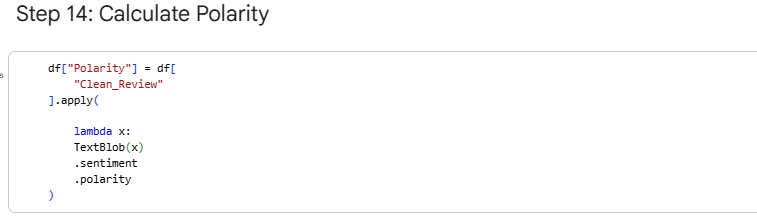 Step 14: Calculate Polarity
s
df["Polarity"] = df[
    "Clean_Review"
].apply(

    lambda x:
    TextBlob(x)
    .sentiment
    .polarity
)